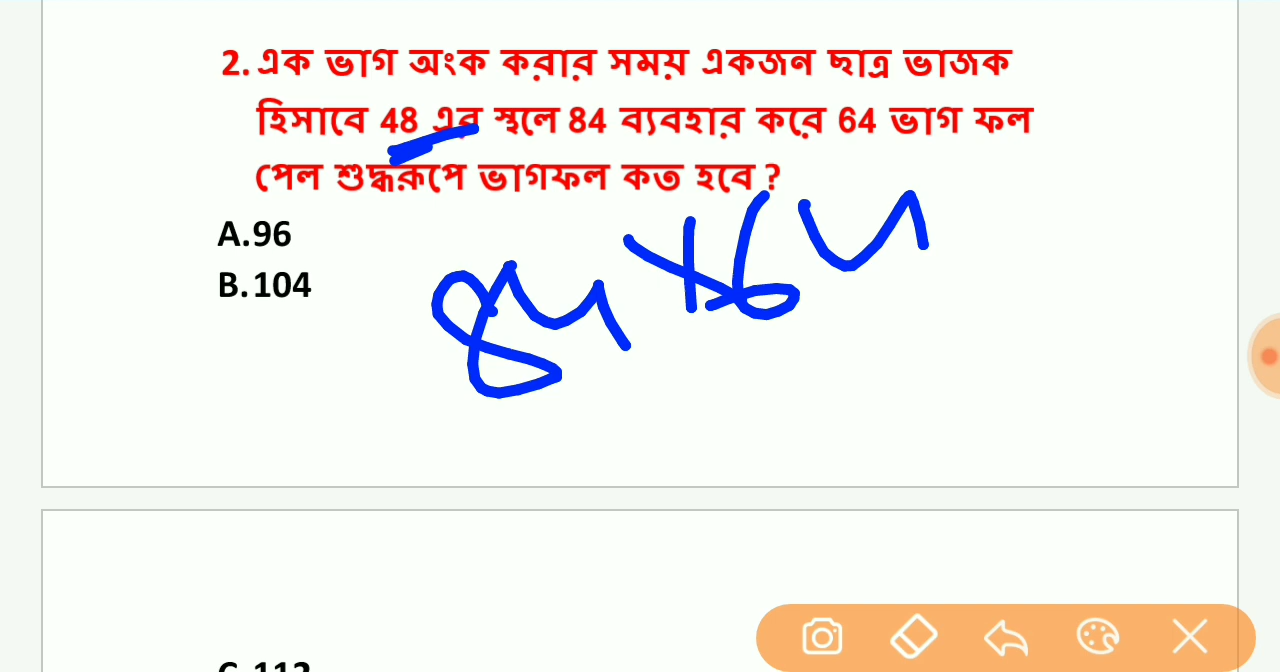 2. এক ভাগ অংক করার সময় একজন ছাত্র ভাজক
হিসাবে 48 এর স্থলে 84 ব্যবহার করে 64 ভাগ ফল
পেল শুদ্ধরূপে ভাগফল কত হবে ?
A.96
B.104
84 × 64
C.112